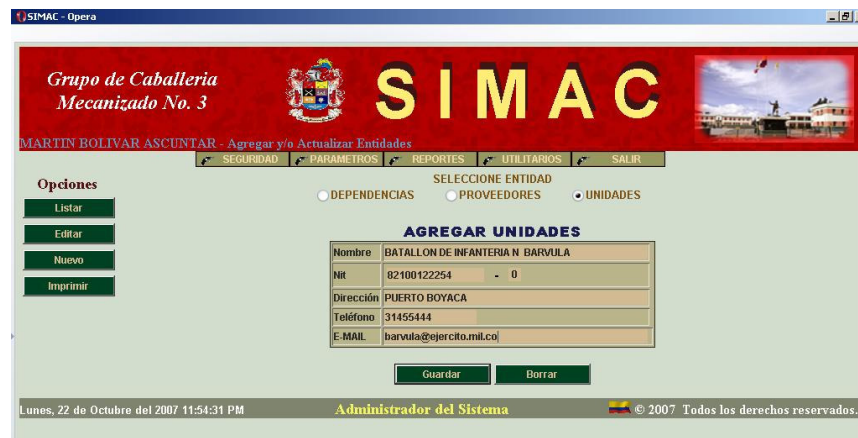 SIMAC - Opera
Grupo de Caballeria
Mecanizado No. 3
SIMAC
MARTIN BOLIVAR ASCUNTAR - Agregar y/o Actualizar Entidades
SEGURIDAD PARAMETROS REPORTES UTILITARIOS SALIR
Opciones
Listar
Editar
Nuevo
Imprimir
SELECCIONE ENTIDAD
DEPENDENCIAS PROVEEDORES UNIDADES
AGREGAR UNIDADES
Nombre BATALLON DE INFANTERIA N BARVULA
Nit 82100122254 - 0
Dirección PUERTO BOYACA
Teléfono 31455444
E-MAIL barvula@ejercito.mil.co
Guardar Borrar
Lunes, 22 de Octubre del 2007 11:54:31 PM Administrador del Sistema © 2007 Todos los derechos reservados.